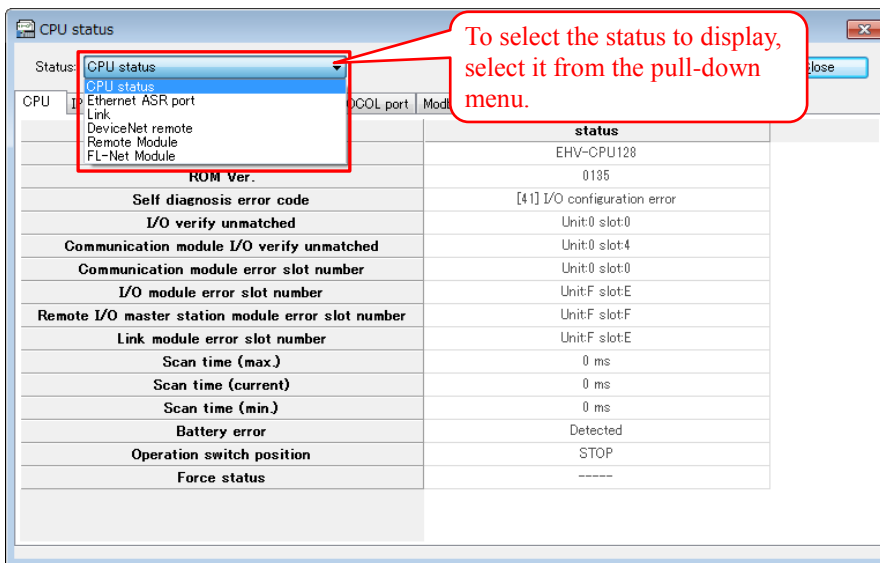 CPU status
To select the status to display,
select it from the pull-down
menu.
Status: CPU status
CPU status
Ethernet ASR port
Link
DeviceNet remote
Remote Module
FL-Net Module
CPU
port
status
EHV-CPU128
ROM Ver. 0135
Self diagnosis error code [41] I/O configuration error
I/O verify unmatched Unit:0 slot:0
Communication module I/O verify unmatched Unit:0 slot:4
Communication module error slot number Unit:0 slot:0
I/O module error slot number Unit:F slot:E
Remote I/O master station module error slot number Unit:F slot:F
Link module error slot number Unit:F slot:E
Scan time (max.) 0 ms
Scan time (current) 0 ms
Scan time (min.) 0 ms
Battery error Detected
Operation switch position STOP
Force status -----